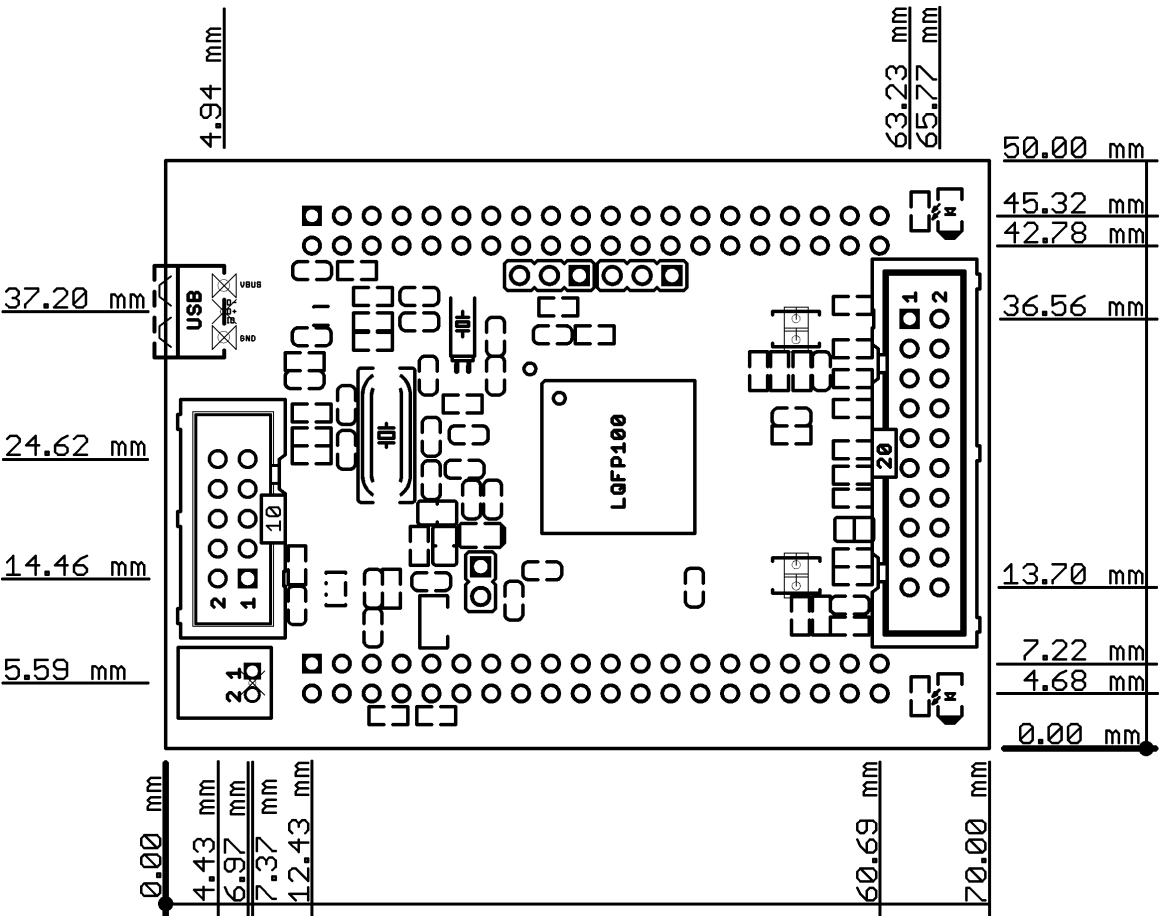 4.94 mm
63.23 mm
65.77 mm
50.00 mm
45.32 mm
42.78 mm
37.20 mm
USB
VBUS
D+
GND
1 2
36.56 mm
LQFP100
20
24.62 mm
10
14.46 mm
2 1
13.70 mm
5.59 mm
2 1
7.22 mm
4.68 mm
0.00 mm
0.00 mm
4.43 mm
6.97 mm
7.37 mm
12.43 mm
60.69 mm
70.00 mm